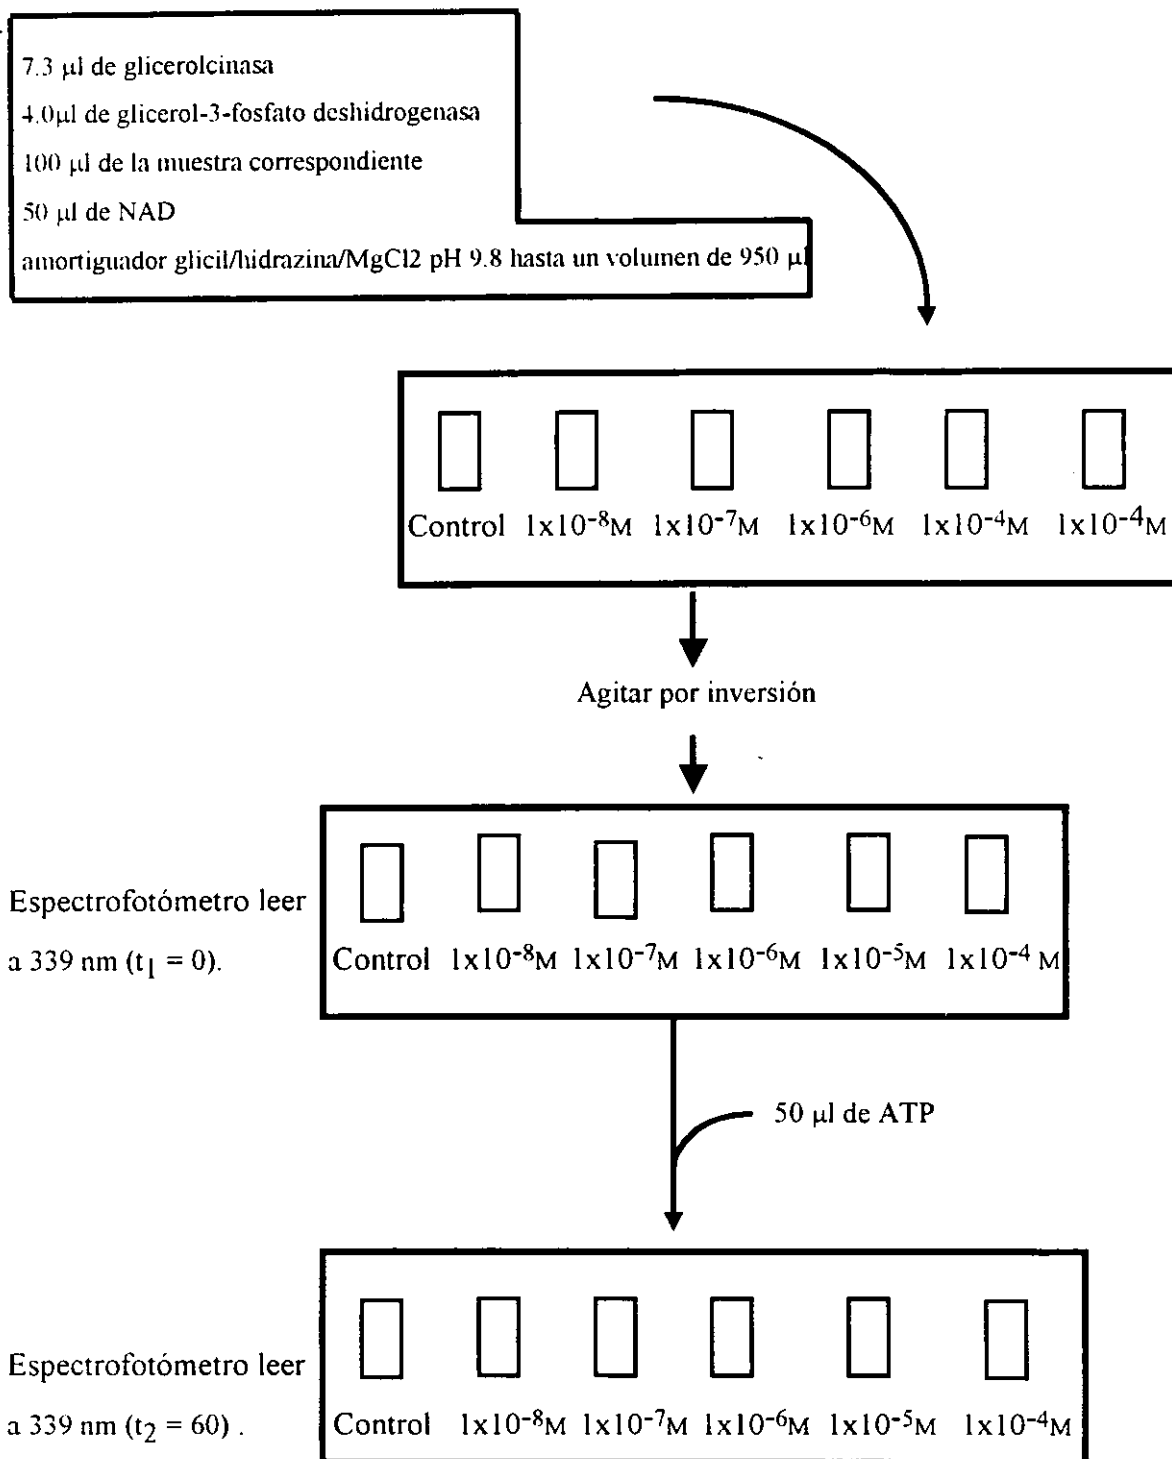 7.3 µl de glicerolcinasa
4.0µl de glicerol-3-fosfato deshidrogenasa
100 µl de la muestra correspondiente
50 µl de NAD
amortiguador glicil/hidrazina/MgCl2 pH 9.8 hasta un volumen de 950 µl
Control 1x10⁻⁸M 1x10⁻⁷M 1x10⁻⁶M 1x10⁻⁴M 1x10⁻⁴M
Agitar por inversión
Espectrofotómetro leer
a 339 nm (t₁ = 0).
Control 1x10⁻⁸M 1x10⁻⁷M 1x10⁻⁶M 1x10⁻⁵M 1x10⁻⁴ M
50 µl de ATP
Espectrofotómetro leer
a 339 nm (t₂ = 60) .
Control 1x10⁻⁸M 1x10⁻⁷M 1x10⁻⁶M 1x10⁻⁵M 1x10⁻⁴M